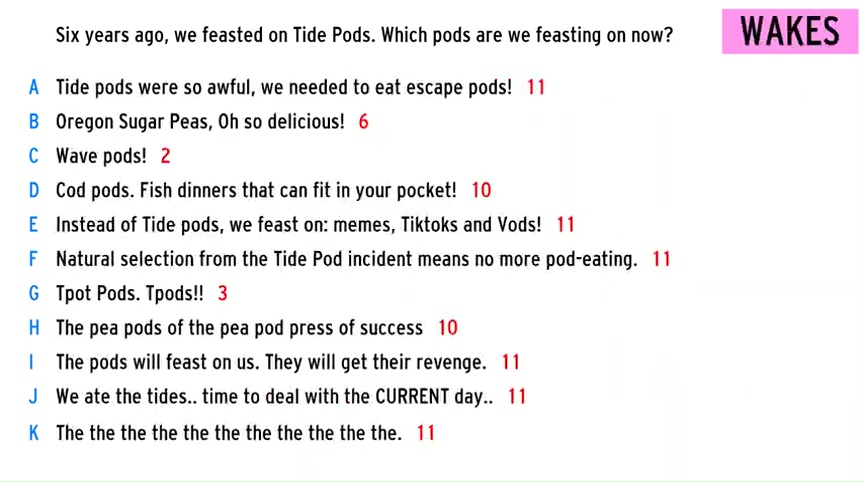 Six years ago, we feasted on Tide Pods. Which pods are we feasting on now?
WAKES
A Tide pods were so awful, we needed to eat escape pods! 11
B Oregon Sugar Peas, Oh so delicious! 6
C Wave pods! 2
D Cod pods. Fish dinners that can fit in your pocket! 10
E Instead of Tide pods, we feast on: memes, Tiktoks and Vods! 11
F Natural selection from the Tide Pod incident means no more pod-eating. 11
G Tpot Pods. Tpods!! 3
H The pea pods of the pea pod press of success 10
I The pods will feast on us. They will get their revenge. 11
J We ate the tides.. time to deal with the CURRENT day.. 11
K The the the the the the the the the the the. 11